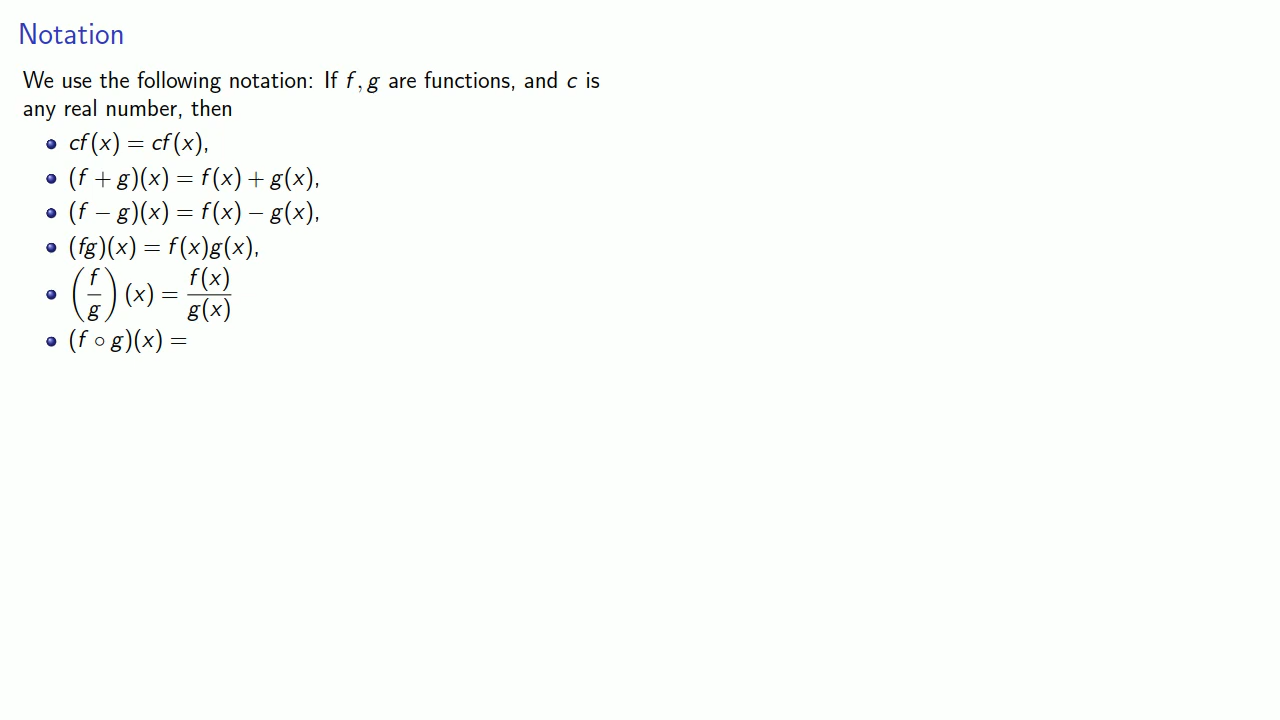 Notation
We use the following notation: If f, g are functions, and c is
any real number, then
• cf(x) = cf(x),
• (f + g)(x) = f(x) + g(x),
• (f − g)(x) = f(x) − g(x),
• (fg)(x) = f(x)g(x),
• (f/g)(x) = f(x)/g(x)
• (f ∘ g)(x) =